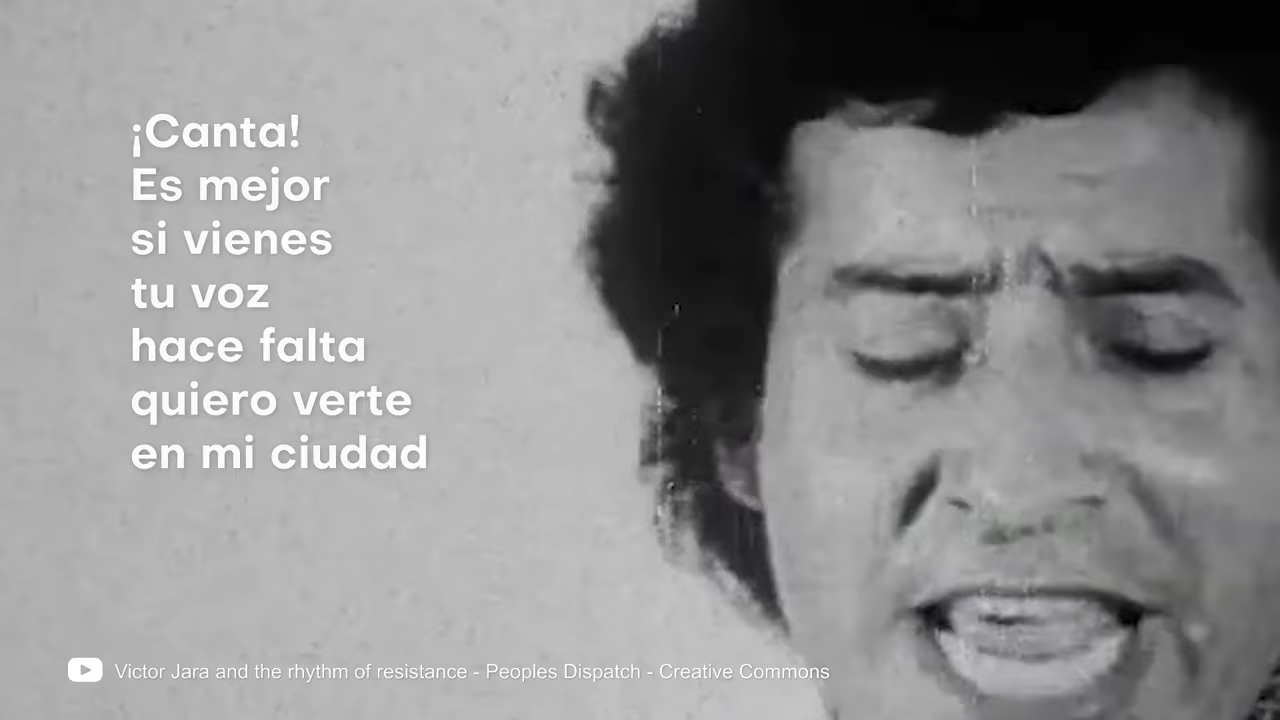 ¡Canta!
Es mejor
si vienes
tu voz
hace falta
quiero verte
en mi ciudad
Victor Jara and the rhythm of resistance - Peoples Dispatch - Creative Commons